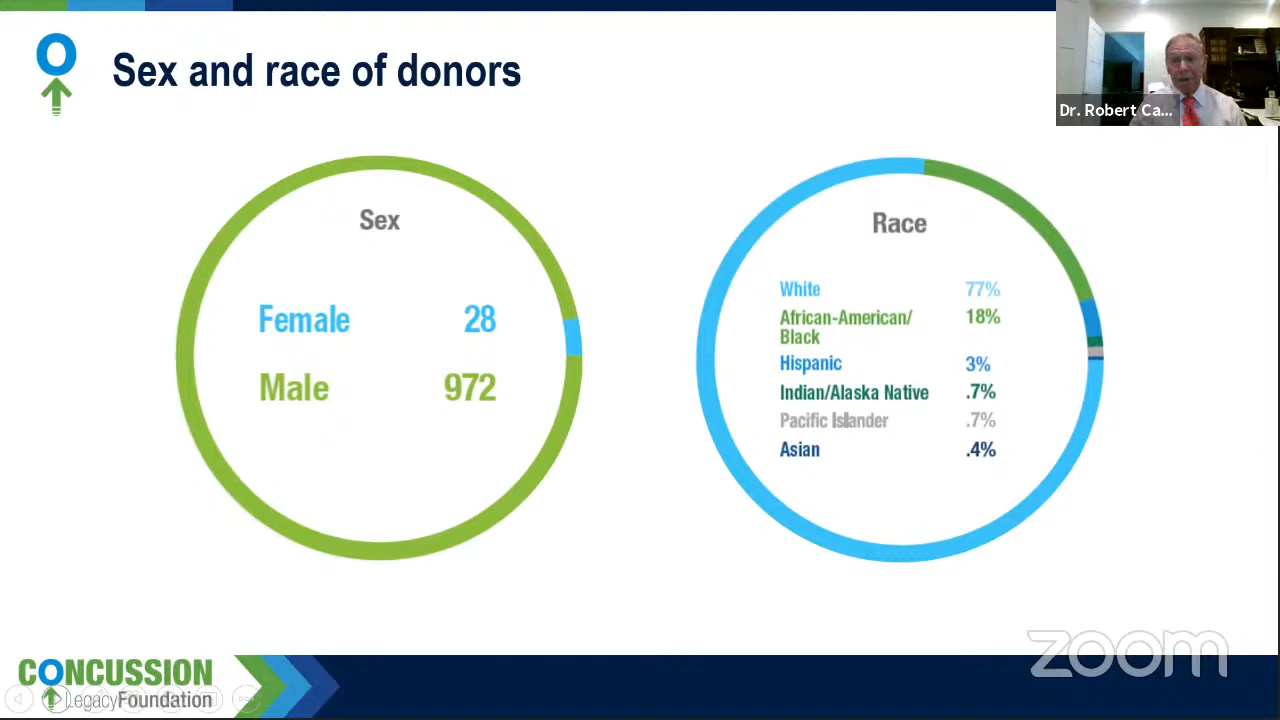 Sex and race of donors
Dr. Robert Ca...
Sex
Female 28
Male 972
Race
White 77%
African-American/ 18%
Black
Hispanic 3%
Indian/Alaska Native .7%
Pacific Islander .7%
Asian .4%
CONCUSSION
LegacyFoundation
zoom